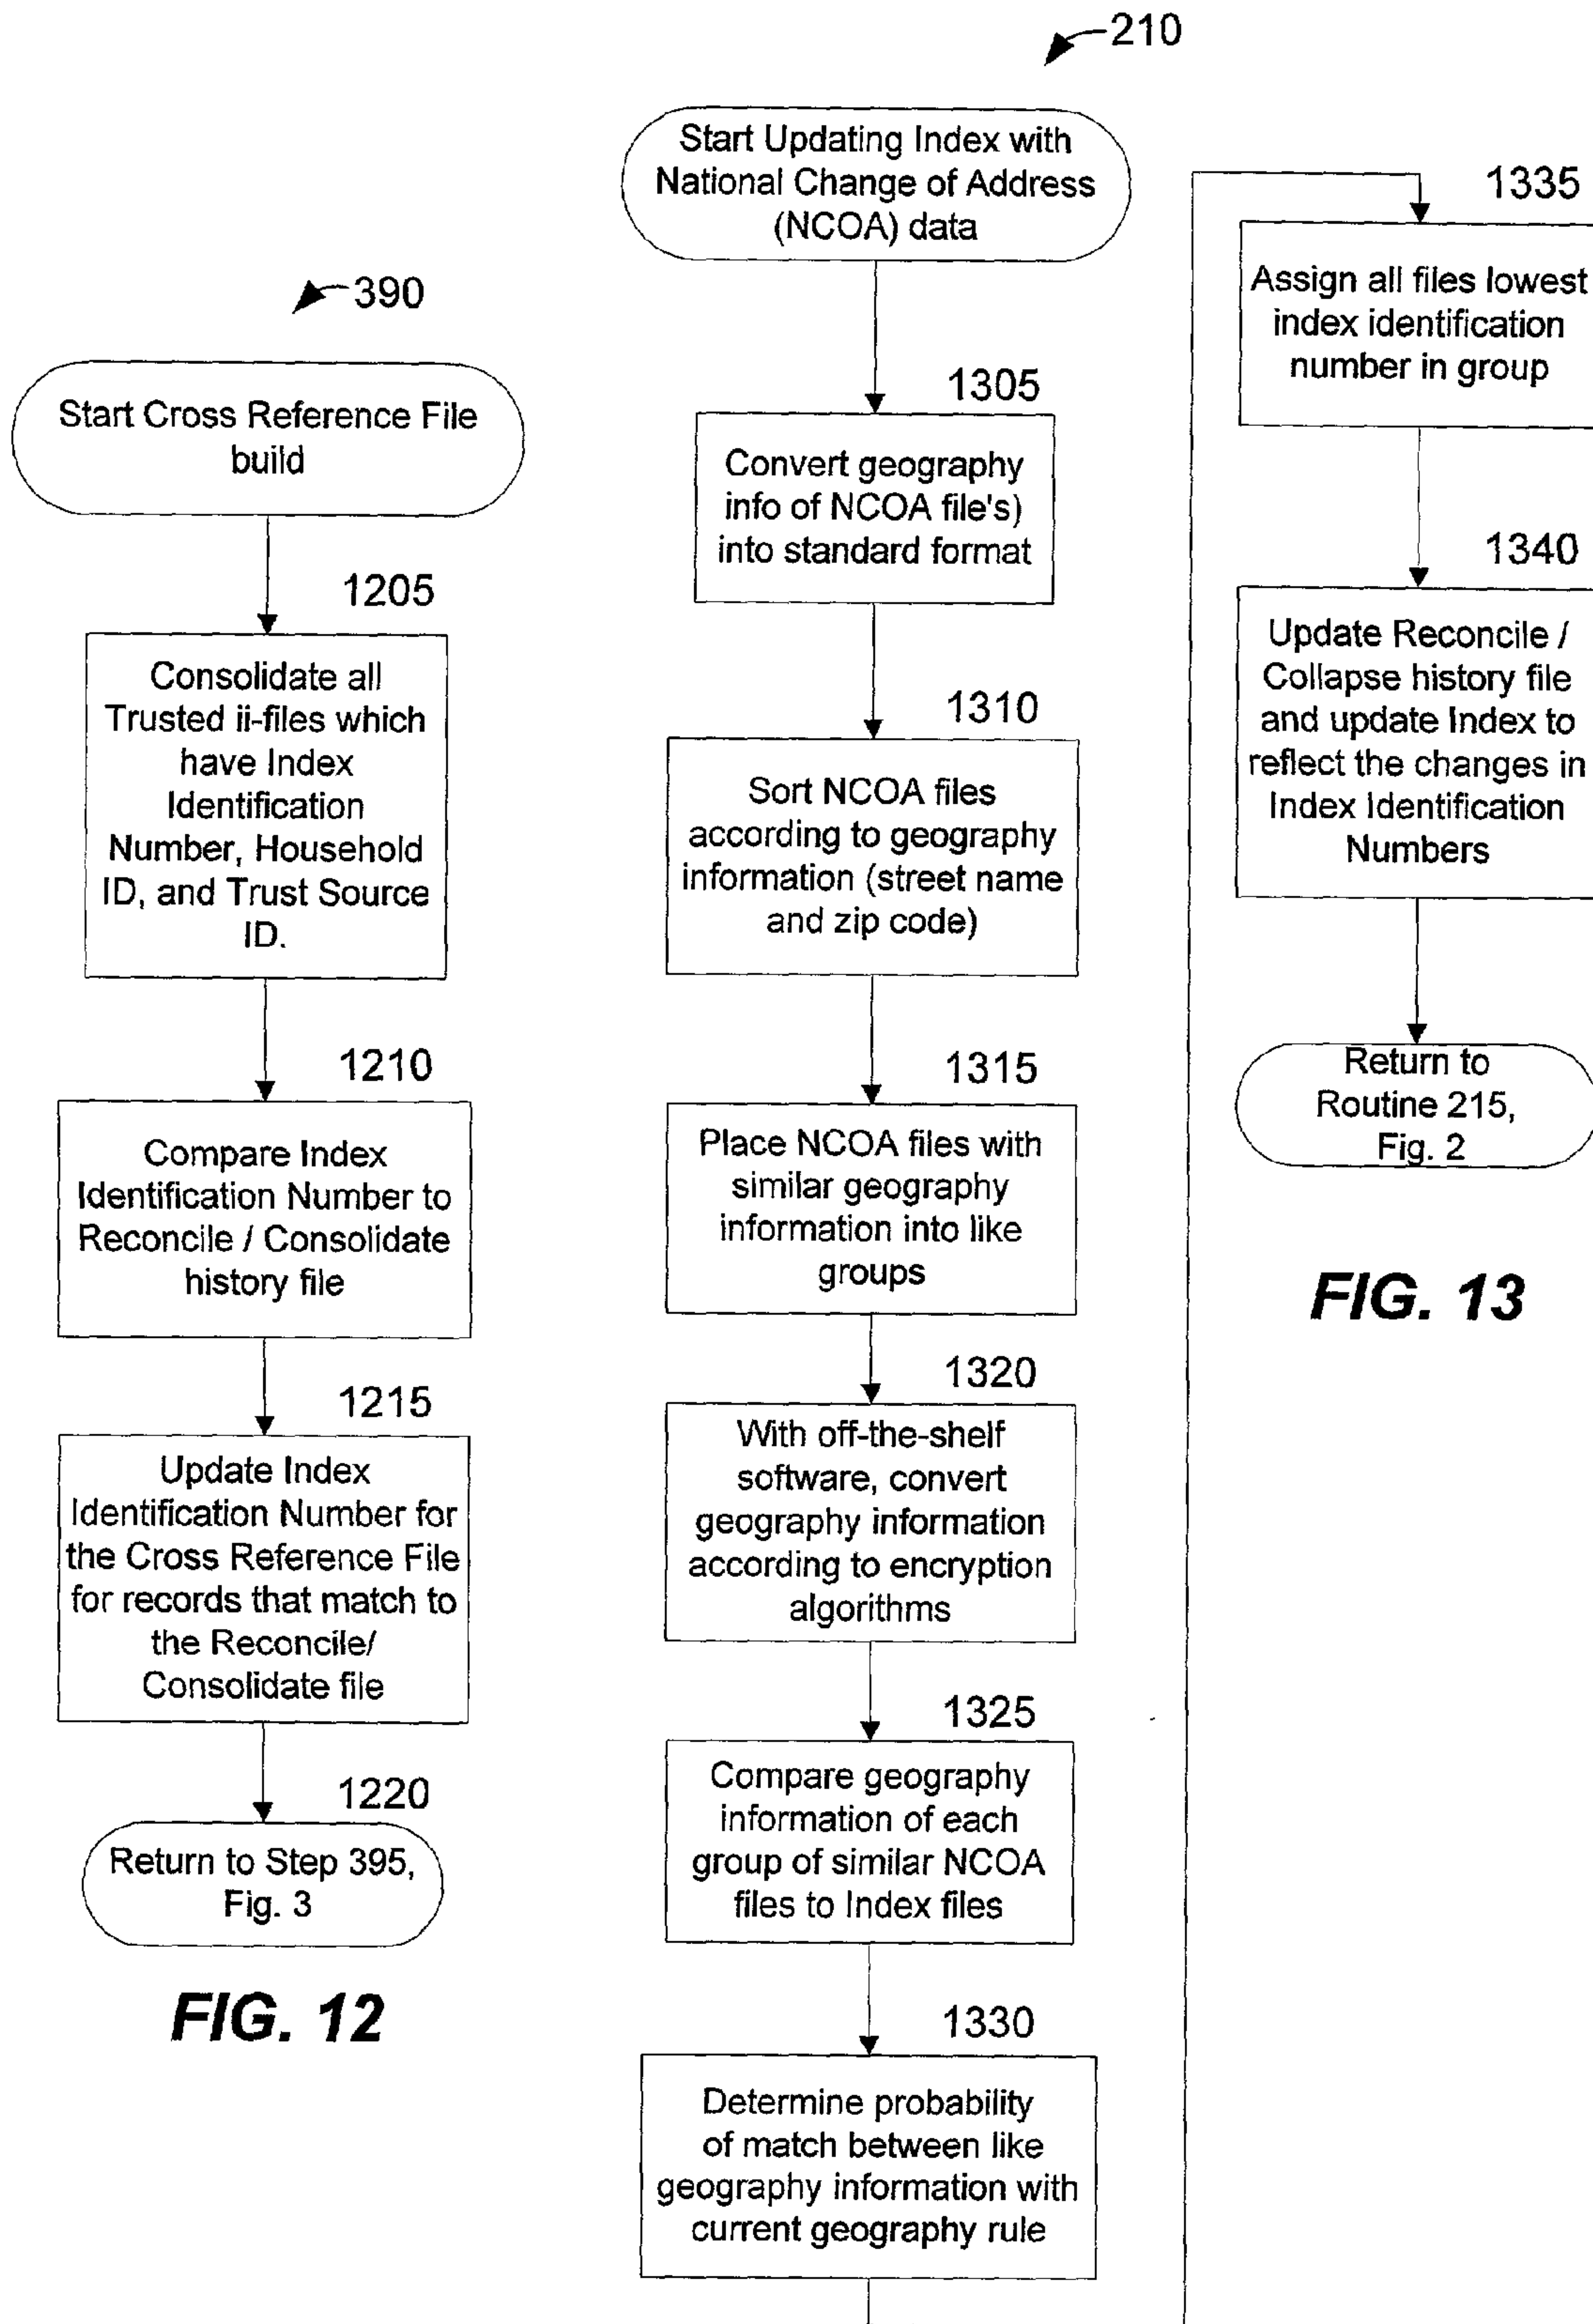 390
Start Cross Reference File
build
1205
Consolidate all
Trusted ii-files which
have Index
Identification
Number, Household
ID, and Trust Source
ID.
1210
Compare Index
Identification Number to
Reconcile / Consolidate
history file
1215
Update Index
Identification Number for
the Cross Reference File
for records that match to
the Reconcile/
Consolidate file
1220
Return to Step 395,
Fig. 3
FIG. 12
210
Start Updating Index with
National Change of Address
(NCOA) data
1305
Convert geography
info of NCOA file's)
into standard format
1310
Sort NCOA files
according to geography
information (street name
and zip code)
1315
Place NCOA files with
similar geography
information into like
groups
1320
With off-the-shelf
software, convert
geography information
according to encryption
algorithms
1325
Compare geography
information of each
group of similar NCOA
files to Index files
1330
Determine probability
of match between like
geography information with
current geography rule
1335
Assign all files lowest
index identification
number in group
1340
Update Reconcile /
Collapse history file
and update Index to
reflect the changes in
Index Identification
Numbers
Return to
Routine 215,
Fig. 2
FIG. 13